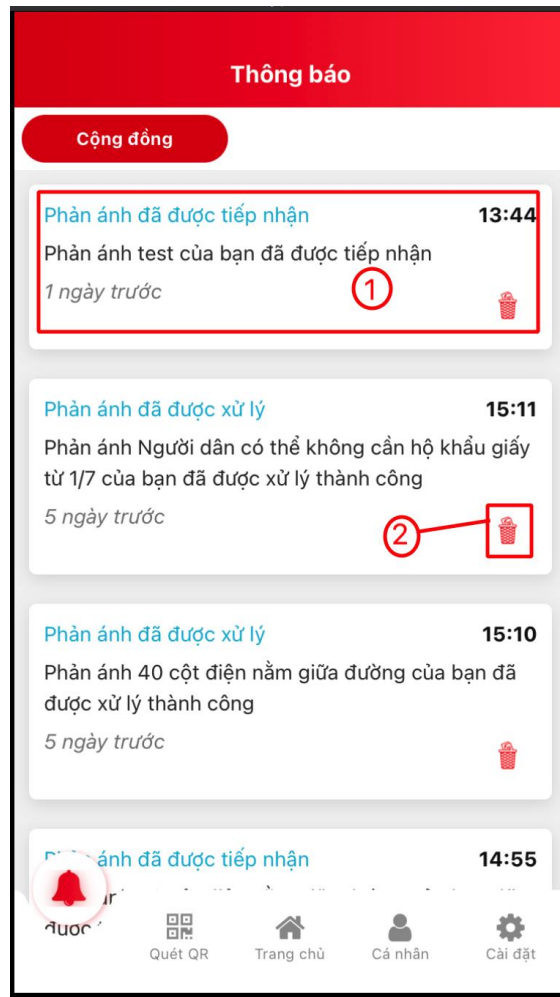 Thông báo
Cộng đồng
Phản ánh đã được tiếp nhận 13:44
Phản ánh test của bạn đã được tiếp nhận
1 ngày trước
1
Phản ánh đã được xử lý 15:11
Phản ánh Người dân có thể không cần hộ khẩu giấy
từ 1/7 của bạn đã được xử lý thành công
5 ngày trước
2
Phản ánh đã được xử lý 15:10
Phản ánh 40 cột điện nằm giữa đường của bạn đã
được xử lý thành công
5 ngày trước
ánh đã được tiếp nhận 14:55
Quét QR
Trang chủ
Cá nhân
Cài đặt